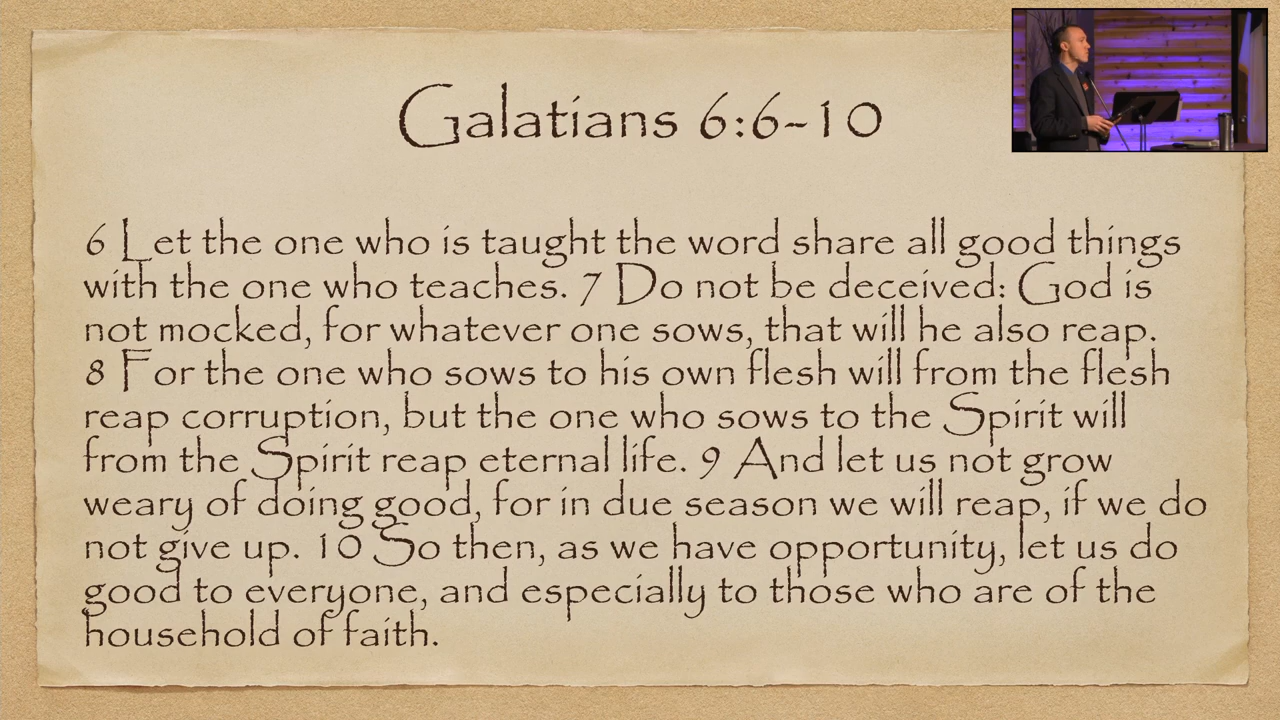 Galatians 6:6-10
6 Let the one who is taught the word share all good things
with the one who teaches. 7 Do not be deceived: God is
not mocked, for whatever one sows, that will he also reap.
8 For the one who sows to his own flesh will from the flesh
reap corruption, but the one who sows to the Spirit will
from the Spirit reap eternal life. 9 And let us not grow
weary of doing good, for in due season we will reap, if we do
not give up. 10 So then, as we have opportunity, let us do
good to everyone, and especially to those who are of the
household of faith.